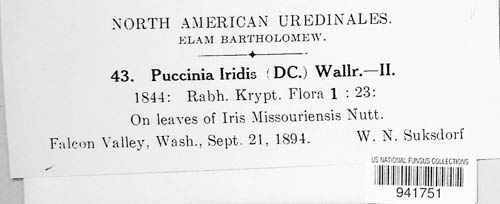 NORTH AMERICAN UREDINALES.
ELAM BARTHOLOMEW.
43. Puccinia Iridis (DC.) Wallr.—II.
1844: Rabh. Krypt. Flora 1 : 23:
On leaves of Iris Missouriensis Nutt.
Falcon Valley, Wash., Sept. 21, 1894. W. N. Suksdorf
US NATIONAL FUNGUS COLLECTIONS
941751